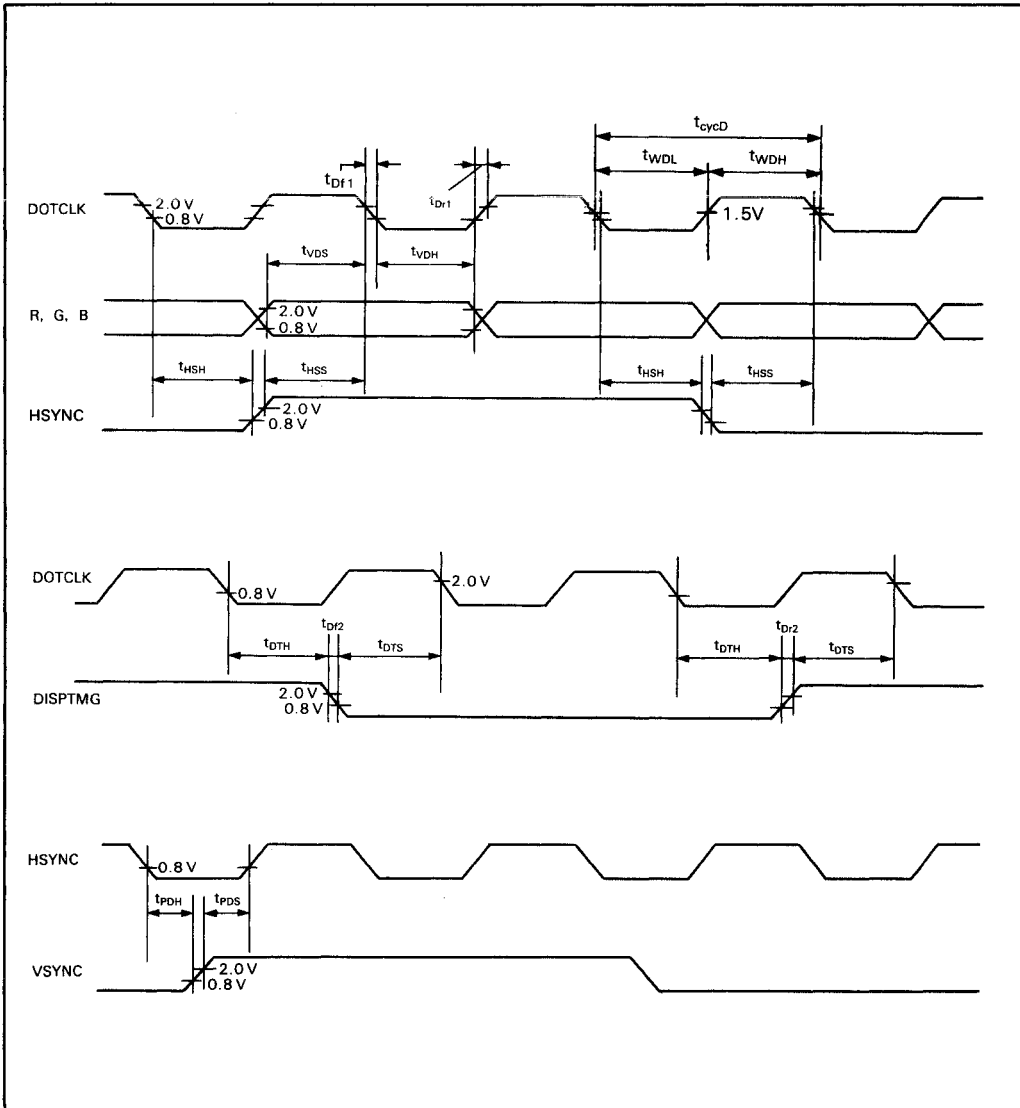 tcycD
tWDL tWDH
tDf1 tDr1
DOTCLK 2.0 V 1.5V
0.8 V
tVDS tVDH
R, G, B 2.0 V
0.8 V
tHSH tHSS tHSH tHSS
HSYNC 2.0 V
0.8 V
DOTCLK 0.8 V 2.0 V
tDf2 tDr2
tDTH tDTS tDTH tDTS
DISPTMG 2.0 V
0.8 V
HSYNC 0.8 V
tPDH tPDS
VSYNC 2.0 V
0.8 V